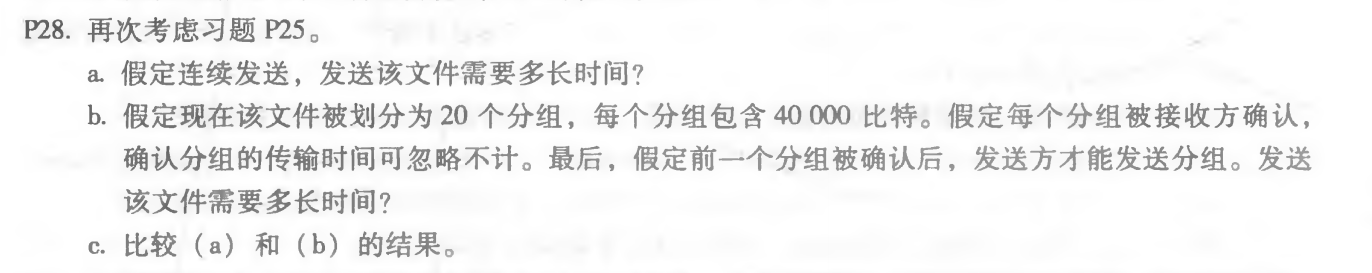 P28. 再次考虑习题 P25。
a. 假定连续发送，发送该文件需要多长时间？
b. 假定现在该文件被划分为 20 个分组，每个分组包含 40 000 比特。假定每个分组被接收方确认，
确认分组的传输时间可忽略不计。最后，假定前一个分组被确认后，发送方才能发送分组。发送
该文件需要多长时间？
c. 比较（a）和（b）的结果。